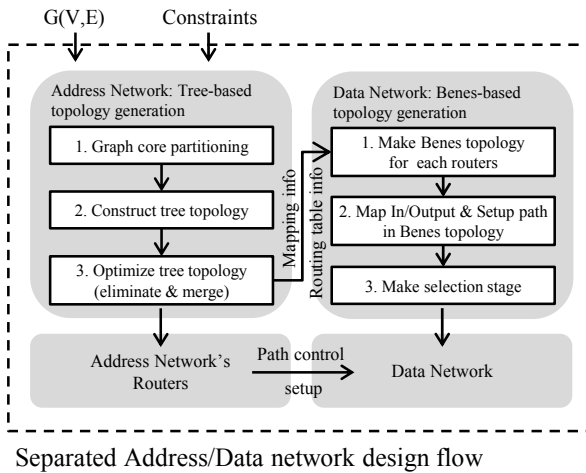 G(V,E)
Constraints
Address Network: Tree-based
topology generation
1. Graph core partitioning
2. Construct tree topology
3. Optimize tree topology
(eliminate & merge)
Mapping info
Routing table info
Data Network: Benes-based
topology generation
1. Make Benes topology
for each routers
2. Map In/Output & Setup path
in Benes topology
3. Make selection stage
Address Network's
Routers
Path control
setup
Data Network
Separated Address/Data network design flow